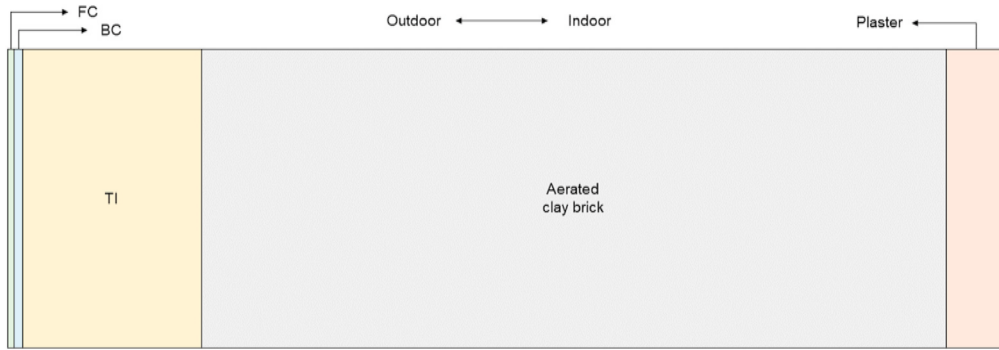 FC
BC
Outdoor
Indoor
Plaster
TI
Aerated
clay brick